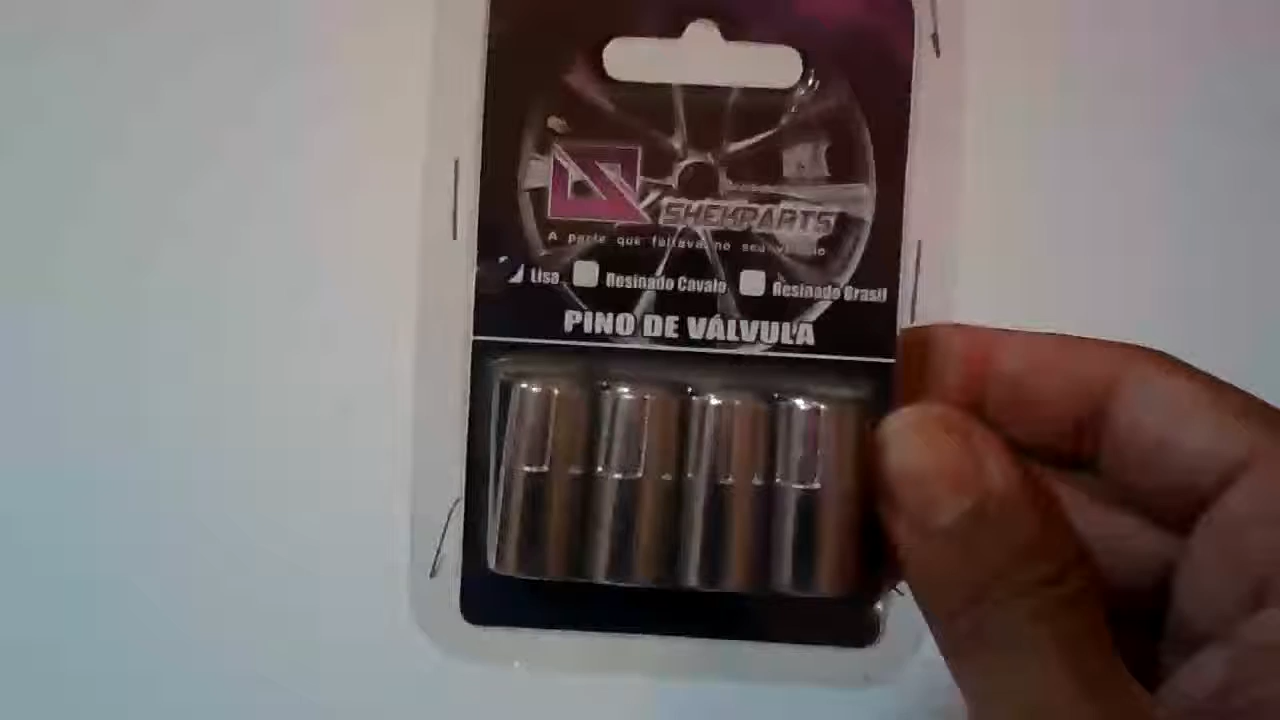 SHEKPARTS
A parte que faltava no seu veículo
Lisa Resinado Cavalo Resinado Brasil
PINO DE VÁLVULA